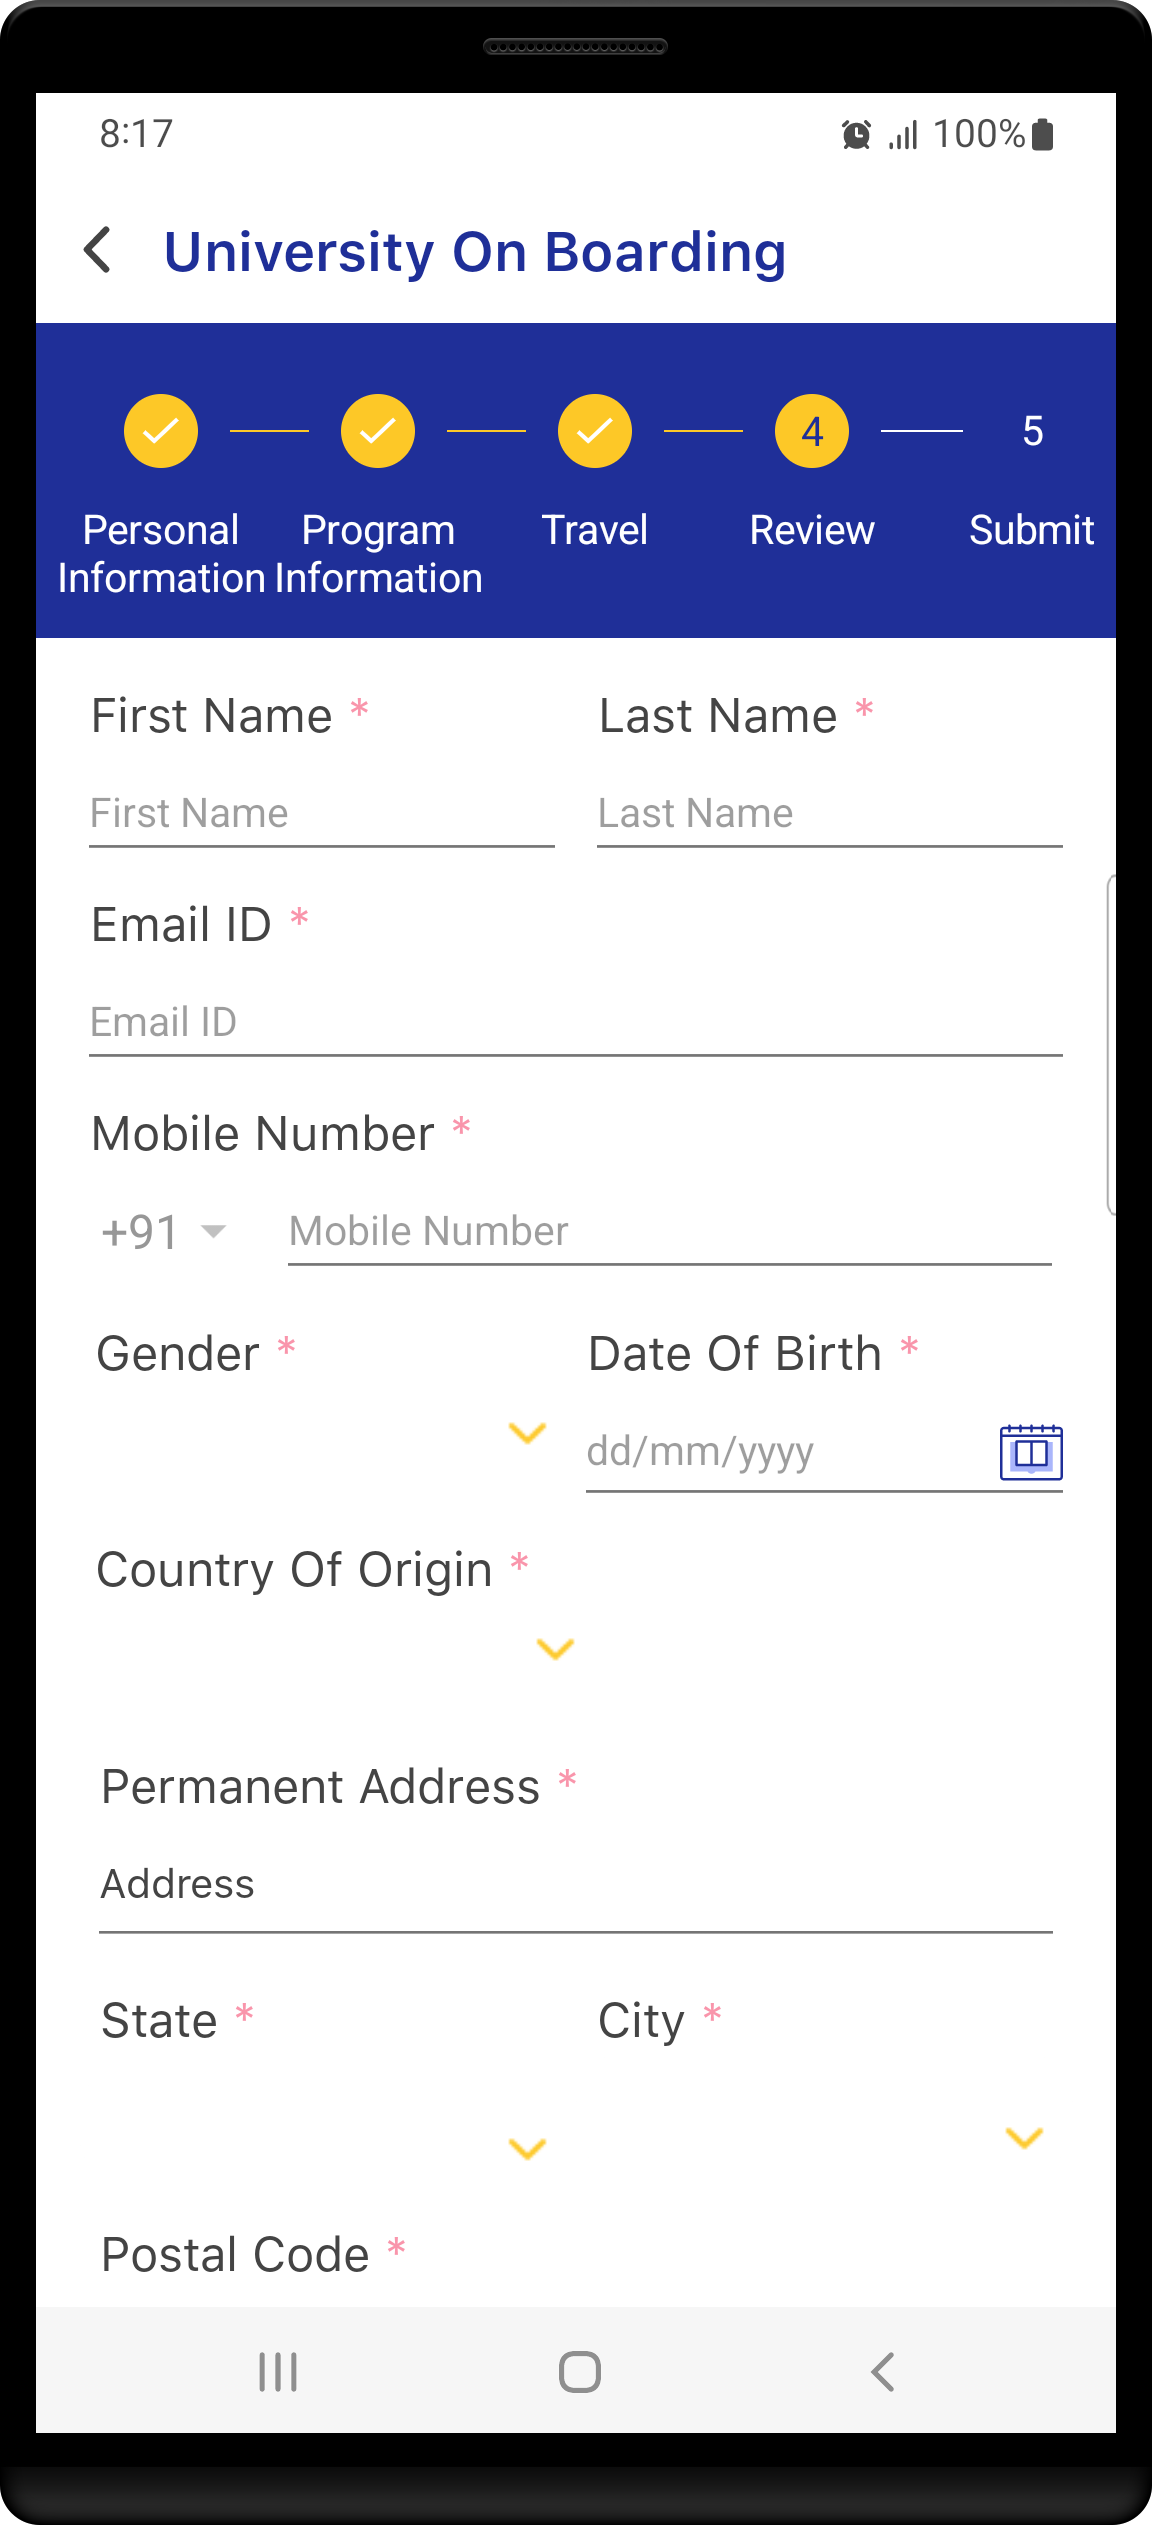 8:17 100%
University On Boarding
4 5
Personal Program Travel Review Submit
Information Information
First Name * Last Name *
First Name Last Name
Email ID *
Email ID
Mobile Number *
+91 Mobile Number
Gender * Date Of Birth *
dd/mm/yyyy
Country Of Origin *
Permanent Address *
Address
State * City *
Postal Code *